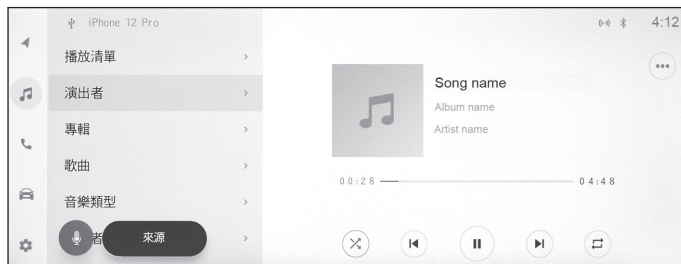 iPhone 12 Pro
4:12
播放清單
演出者
專輯
歌曲
音樂類型
者
來源
Song name
Album name
Artist name
00:28
04:48